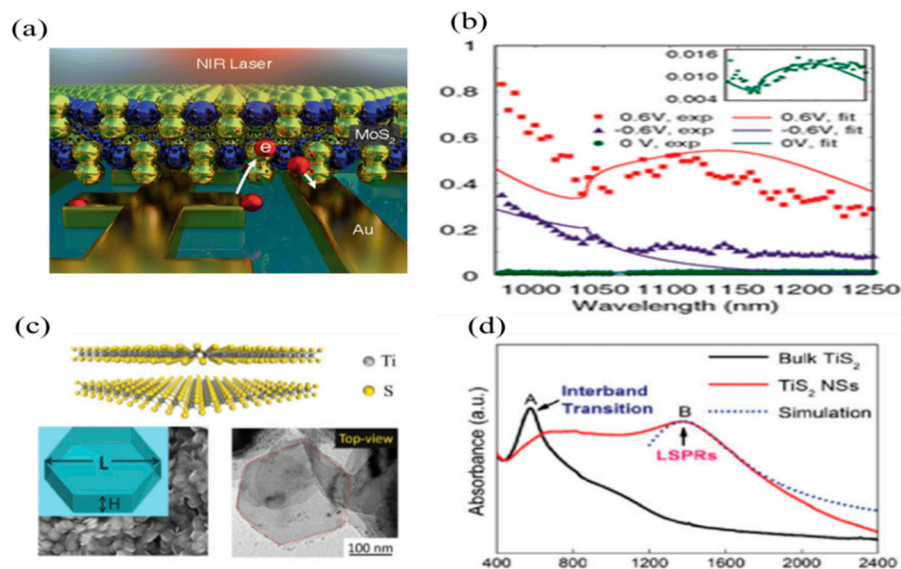 (a)
NIR Laser
MoS₂
e
Au
(b)
1
0.8
0.6
0.4
0.2
0
0.016
0.010
0.004
0.6V, exp
0.6V, fit
-0.6V, exp
-0.6V, fit
0 V, exp
0V, fit
1000 1050 1100 1150 1200 1250
Wavelength (nm)
(c)
Ti
S
L
H
Top-view
100 nm
(d)
Bulk TiS₂
TiS₂ NSs
Simulation
A
Interband
Transition
B
LSPRs
Absorbance (a.u.)
400 800 1200 1600 2000 2400